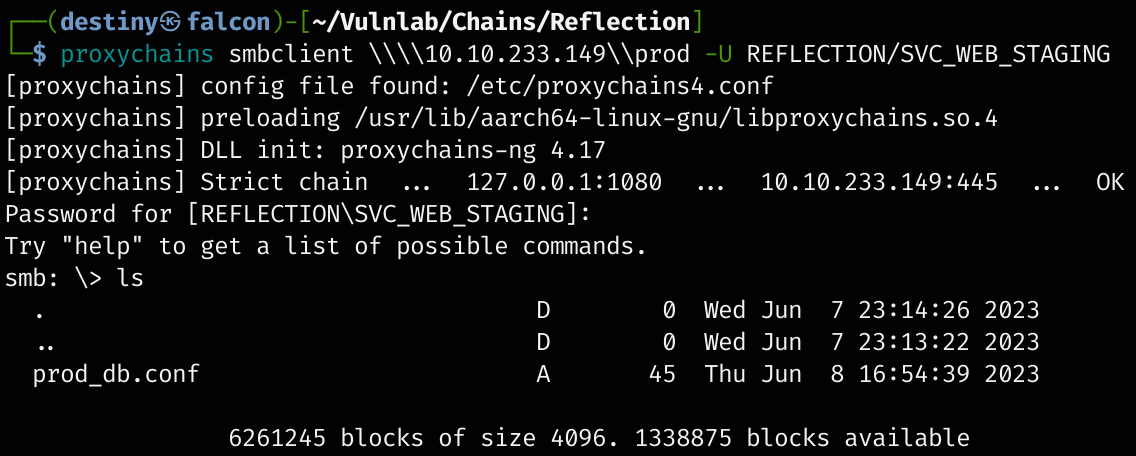 ┌──(destiny㉿falcon)-[~/Vulnlab/Chains/Reflection]
└─$ proxychains smbclient \\\\10.10.233.149\\prod -U REFLECTION/SVC_WEB_STAGING
[proxychains] config file found: /etc/proxychains4.conf
[proxychains] preloading /usr/lib/aarch64-linux-gnu/libproxychains.so.4
[proxychains] DLL init: proxychains-ng 4.17
[proxychains] Strict chain  ...  127.0.0.1:1080  ...  10.10.233.149:445  ...  OK
Password for [REFLECTION\SVC_WEB_STAGING]:
Try "help" to get a list of possible commands.
smb: \> ls
  .                                   D        0  Wed Jun  7 23:14:26 2023
  ..                                  D        0  Wed Jun  7 23:13:22 2023
  prod_db.conf                        A       45  Thu Jun  8 16:54:39 2023
                6261245 blocks of size 4096. 1338875 blocks available